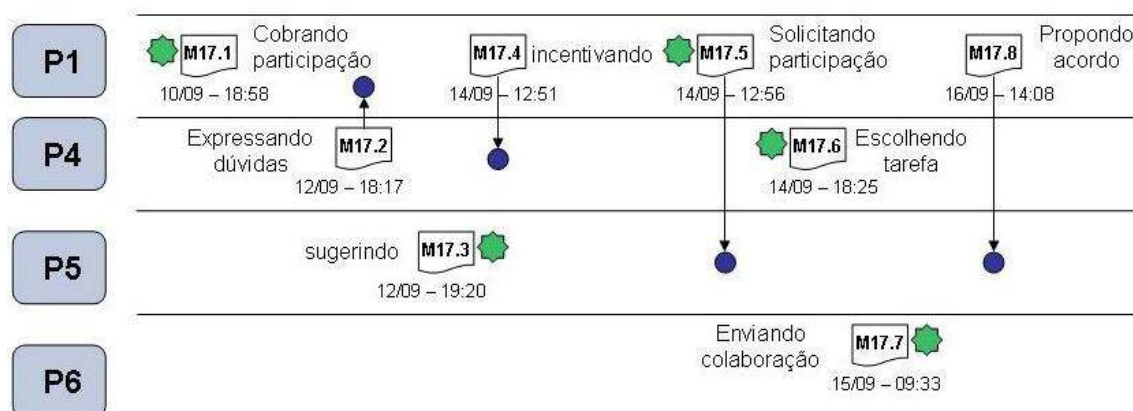 P1
M17.1
Cobrando
participação
10/09 – 18:58
M17.4
incentivando
14/09 – 12:51
M17.5
Solicitando
participação
14/09 – 12:56
M17.8
Propondo
acordo
16/09 – 14:08
P4
Expressando
dúvidas
M17.2
12/09 – 18:17
M17.6
Escolhendo
tarefa
14/09 – 18:25
P5
sugerindo
M17.3
12/09 – 19:20
P6
Enviando
colaboração
M17.7
15/09 – 09:33